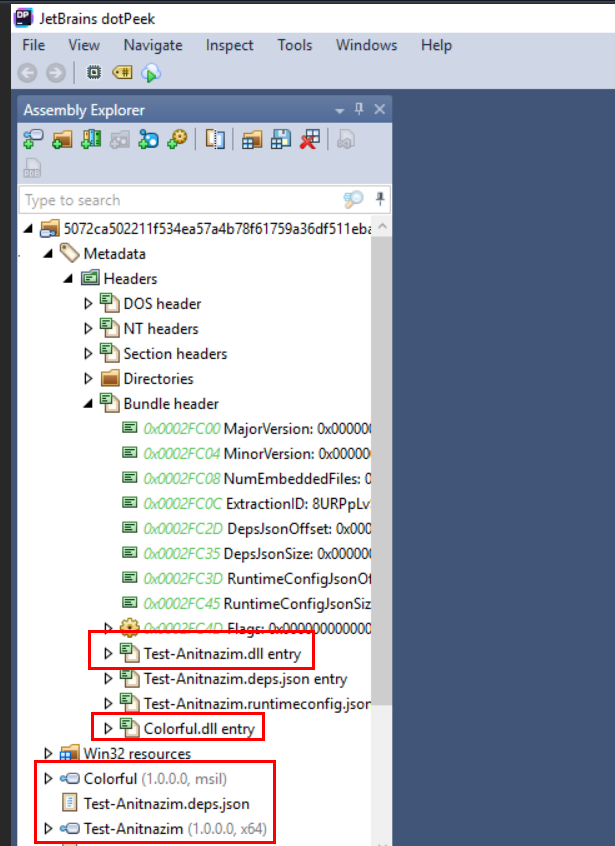 JetBrains dotPeek
File View Navigate Inspect Tools Windows Help
Assembly Explorer
Type to search
5072ca502211f534ea57a4b78f61759a36df511eba
Metadata
Headers
DOS header
NT headers
Section headers
Directories
Bundle header
0x0002FC00 MajorVersion: 0x000000
0x0002FC04 MinorVersion: 0x00000
0x0002FC08 NumEmbeddedFiles: 0
0x0002FC0C ExtractionID: 8URPpLv
0x0002FC2D DepsJsonOffset: 0x000
0x0002FC35 DepsJsonSize: 0x0000
0x0002FC3D RuntimeConfigJsonOf
0x0002FC45 RuntimeConfigJsonSiz
0x0002FC4D Flags: 0x000000000000
Test-Anitnazim.dll entry
Test-Anitnazim.deps.json entry
Test-Anitnazim.runtimeconfig.json
Colorful.dll entry
Win32 resources
Colorful (1.0.0.0, msil)
Test-Anitnazim.deps.json
Test-Anitnazim (1.0.0.0, x64)